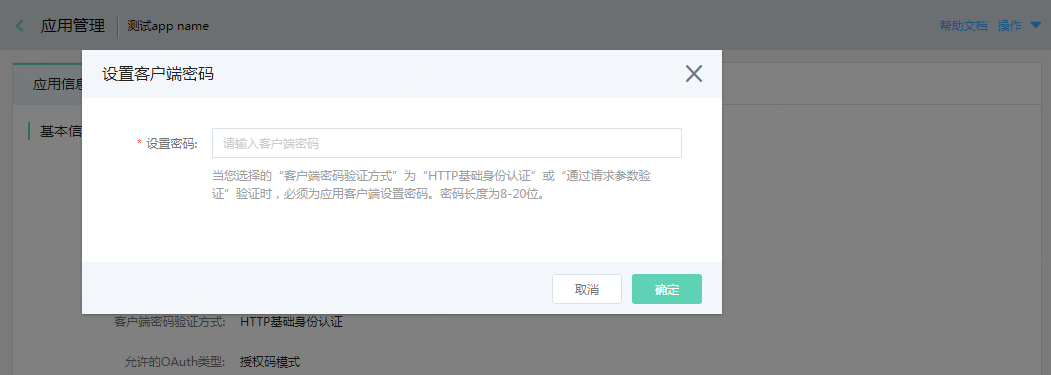 应用管理 测试app name
帮助文档 操作
设置客户端密码
应用信息
基本信
* 设置密码: 请输入客户端密码
当您选择的“客户端密码验证方式”为“HTTP基础身份认证”或“通过请求参数验
证”验证时，必须为应用客户端设置密码。密码长度为8-20位。
取消 确定
客户端密码验证方式: HTTP基础身份认证
允许的OAuth类型: 授权码模式